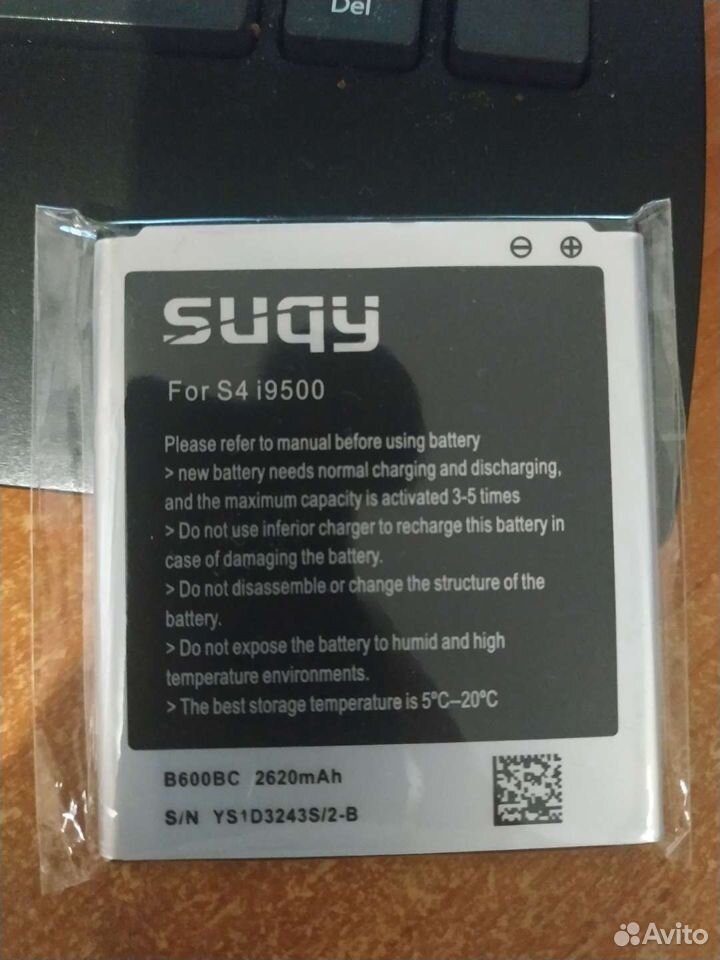 Del
⊖ ⊕
suqy
For S4 i9500
Please refer to manual before using battery
> new battery needs normal charging and discharging,
and the maximum capacity is activated 3-5 times
> Do not use inferior charger to recharge this battery in
case of damaging the battery.
> Do not disassemble or change the structure of the
battery.
> Do not expose the battery to humid and high
temperature environments.
> The best storage temperature is 5°C–20°C
B600BC 2620mAh
S/N YS1D3243S/2-B
Avito